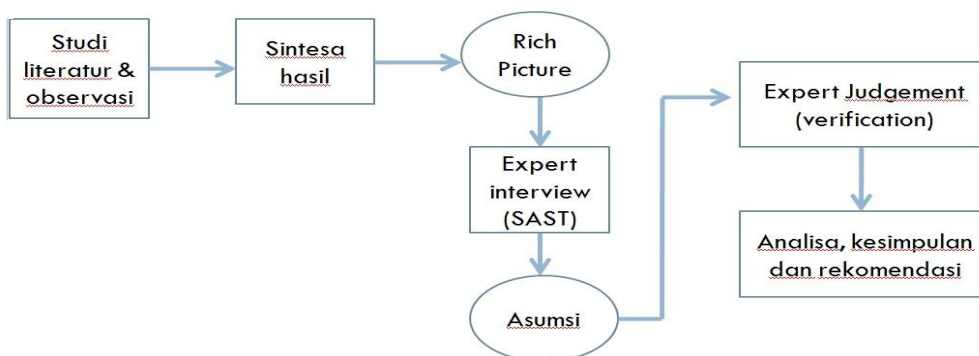 Studi
literatur &
observasi
Sintesa
hasil
Rich
Picture
Expert
interview
(SAST)
Asumsi
Expert Judgement
(verification)
Analisa, kesimpulan
dan rekomendasi